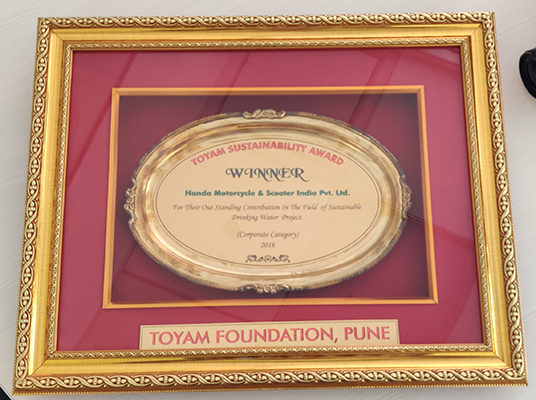 TOYAM SUSTAINABILITY AWARD
WINNER
Honda Motorcycle & Scooter India Pvt. Ltd.
For Their Out Standing Contribution In The Field of Sustainable
Drinking Water Project.
(Corporate Category)
2016
TOYAM FOUNDATION, PUNE